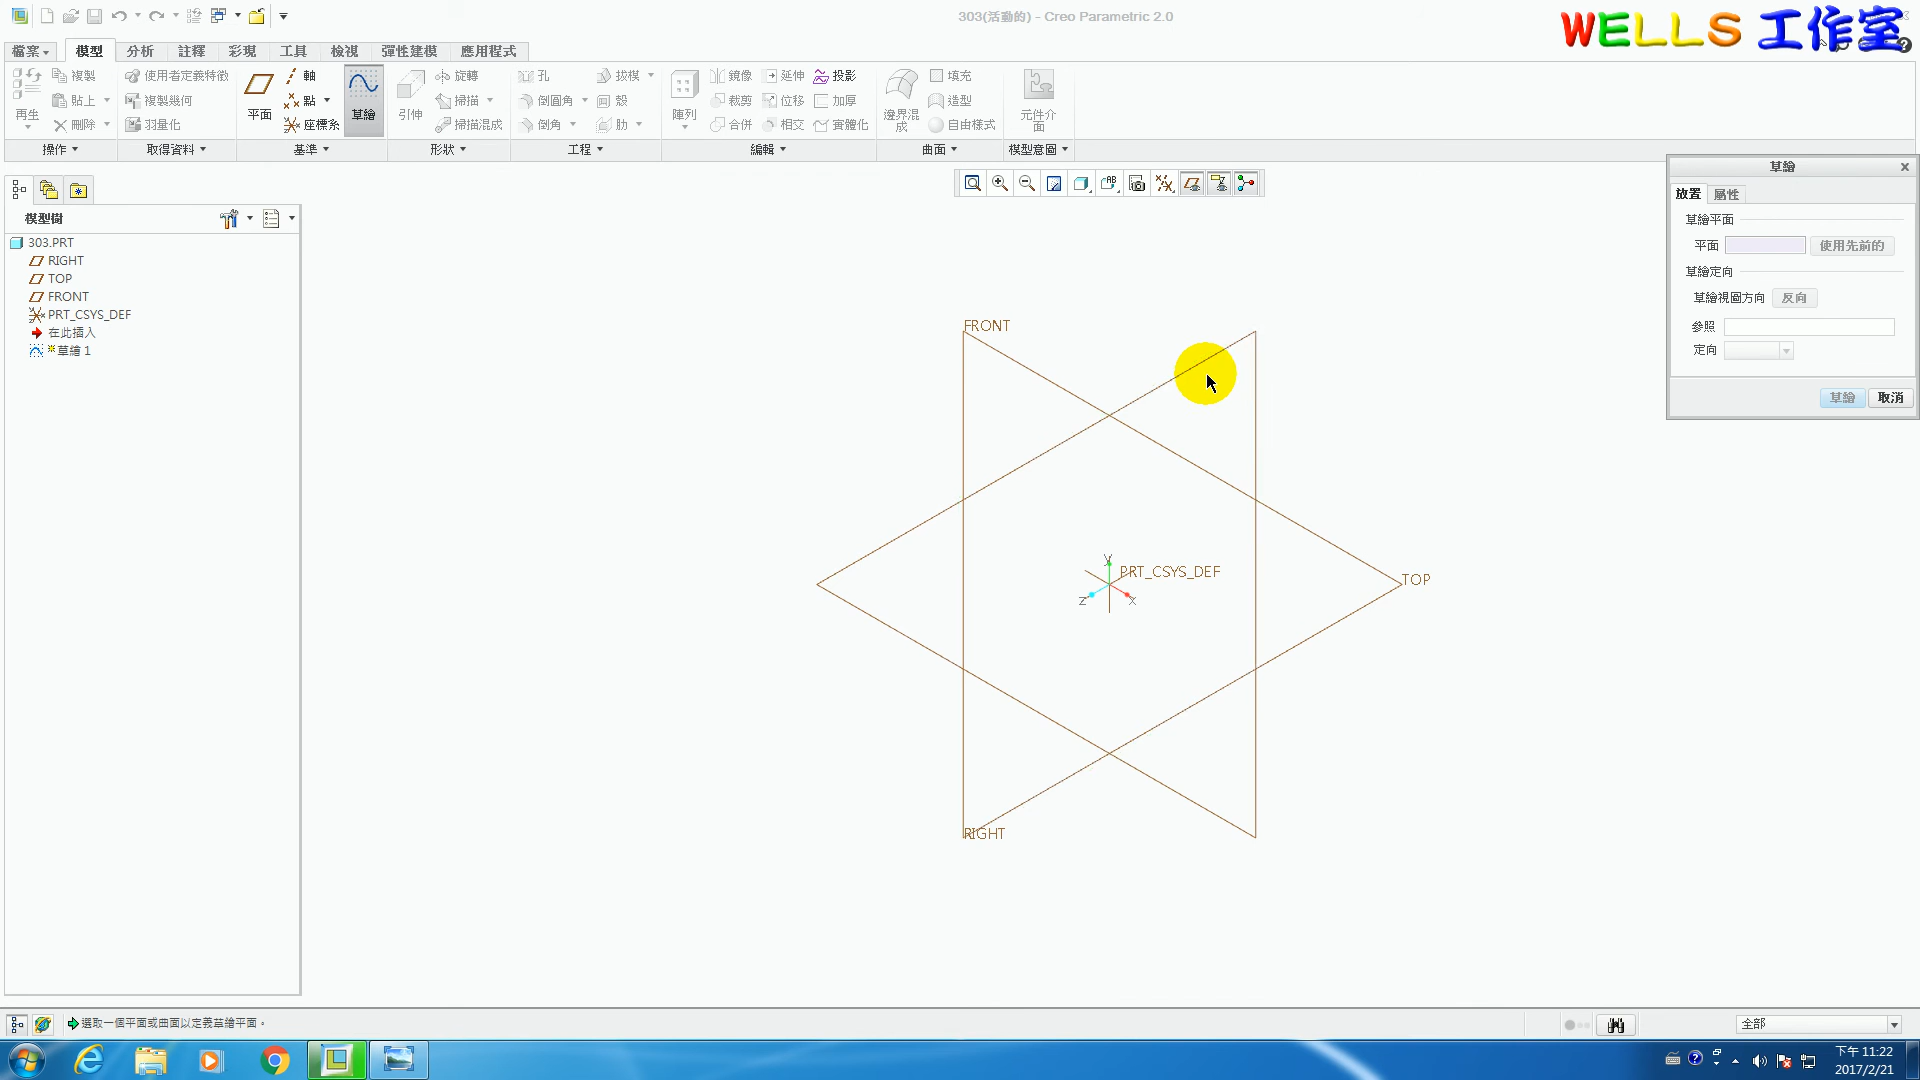 303(活動的) - Creo Parametric 2.0
WELLS 工作室
檔案 模型 分析 註釋 彩現 工具 檢視 彈性建模 應用程式
再生 複製 貼上 刪除
使用者定義特徵 複製幾何 羽量化
平面 軸 點 座標系 草繪
引伸 旋轉 掃描 掃描混成
孔 倒圓角 倒角 拔模 殼 肋
陣列 鏡像 裁剪 合併 延伸 位移 相交 投影 加厚 實體化
邊界混成 填充 造型 自由樣式
元件介面
操作 取得資料 基準 形狀 工程 編輯 曲面 模型意圖
模型樹
303.PRT
RIGHT
TOP
FRONT
PRT_CSYS_DEF
在此插入
草繪 1
FRONT
PRT_CSYS_DEF
TOP
RIGHT
Y
Z
X
草繪
放置 屬性
草繪平面
平面 使用先前的
草繪定向
草繪視圖方向 反向
參照
定向
草繪 取消
選取一個平面或曲面以定義草繪平面。
全部
下午 11:22
2017/2/21